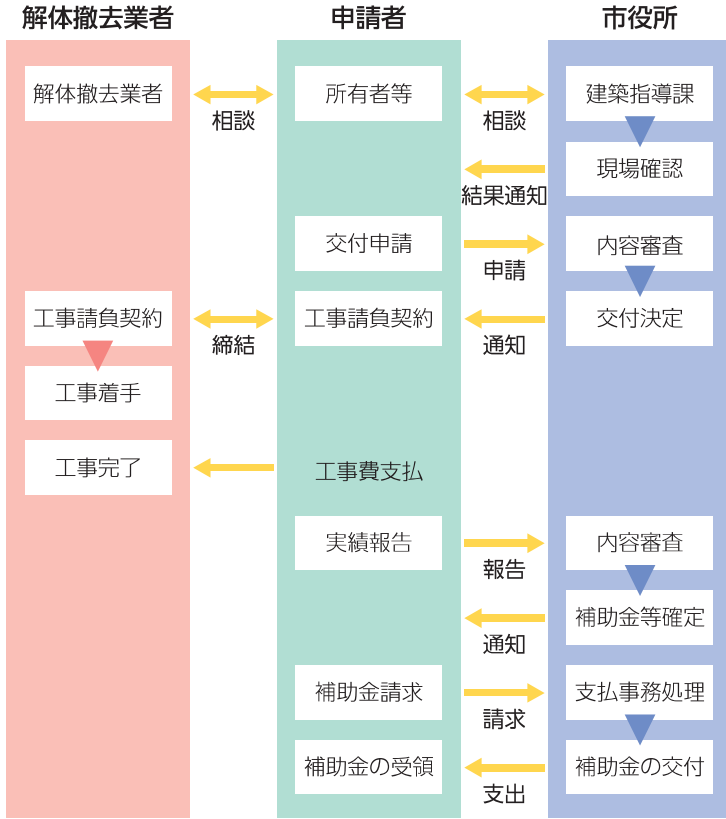 解体撤去業者
申請者
市役所
解体撤去業者
所有者等
建築指導課
相談
相談
現場確認
結果通知
交付申請
内容審査
申請
工事請負契約
工事請負契約
交付決定
締結
通知
工事着手
工事完了
工事費支払
実績報告
内容審査
報告
補助金等確定
通知
補助金請求
支払事務処理
請求
補助金の受領
補助金の交付
支出